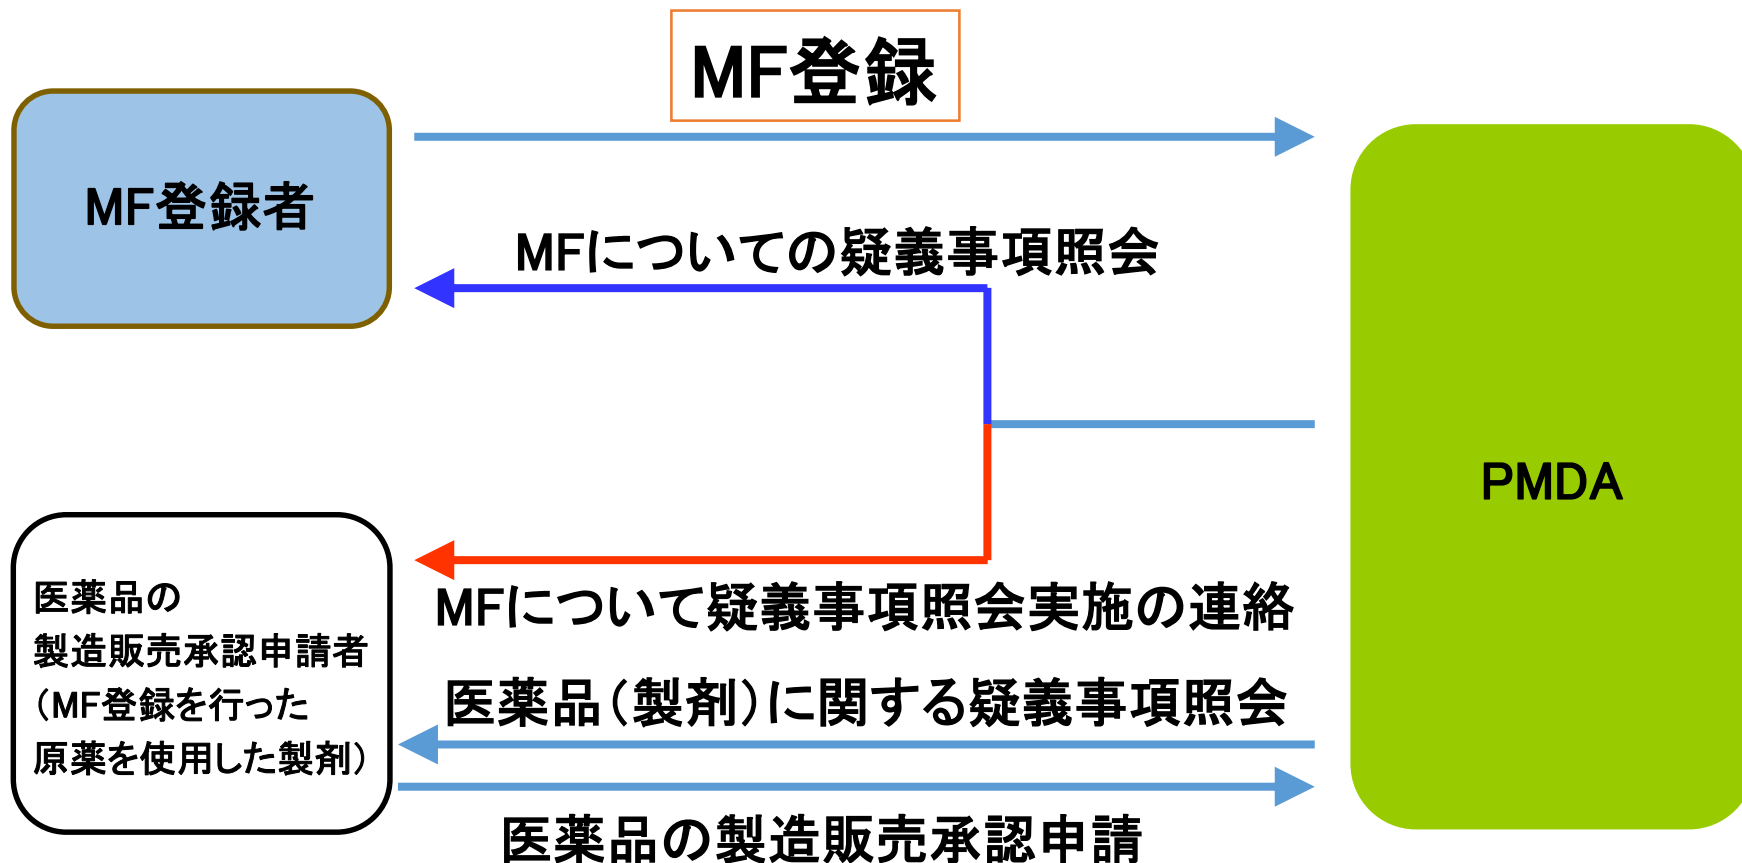 MF登録
MF登録者
MFについての疑義事項照会
PMDA
MFについて疑義事項照会実施の連絡
医薬品の
製造販売承認申請者
（MF登録を行った
原薬を使用した製剤）
医薬品（製剤）に関する疑義事項照会
医薬品の製造販売承認申請